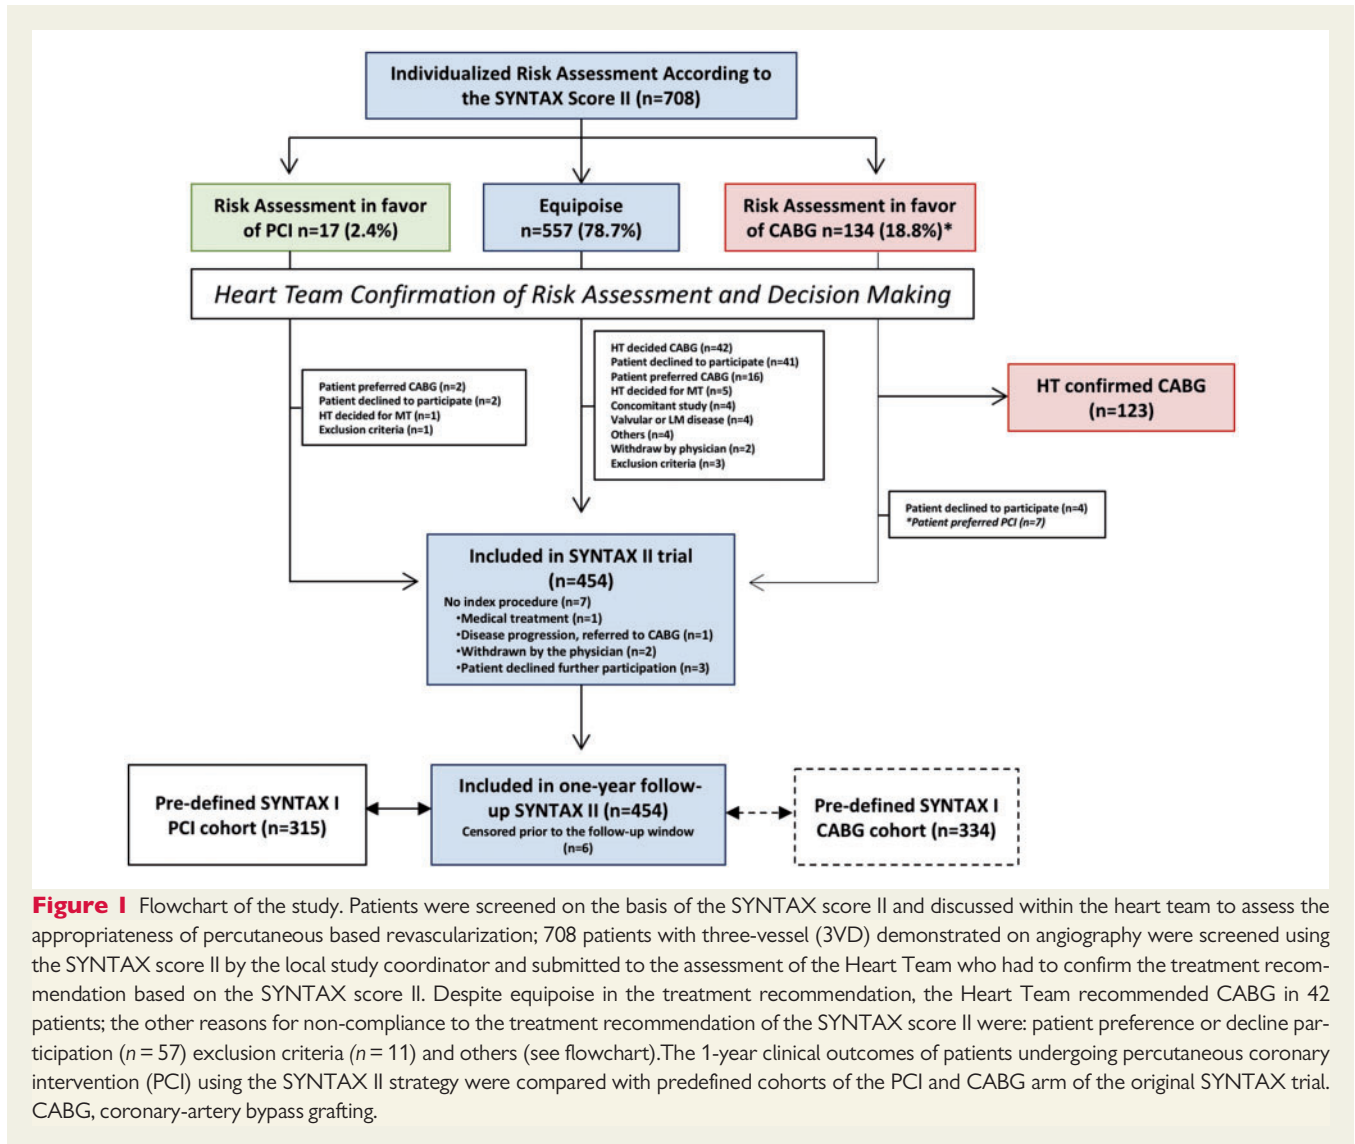 Individualized Risk Assessment According to
the SYNTAX Score II (n=708)
Risk Assessment in favor
of PCI n=17 (2.4%)
Equipoise
n=557 (78.7%)
Risk Assessment in favor
of CABG n=134 (18.8%)*
Heart Team Confirmation of Risk Assessment and Decision Making
Patient preferred CABG (n=2)
Patient declined to participate (n=2)
HT decided for MT (n=1)
Exclusion criteria (n=1)
HT decided CABG (n=42)
Patient declined to participate (n=41)
Patient preferred CABG (n=16)
HT decided for MT (n=5)
Concomitant study (n=4)
Valvular or LM disease (n=4)
Others (n=4)
Withdraw by physician (n=2)
Exclusion criteria (n=3)
HT confirmed CABG
(n=123)
Patient declined to participate (n=4)
*Patient preferred PCI (n=7)
Included in SYNTAX II trial
(n=454)
No index procedure (n=7)
•Medical treatment (n=1)
•Disease progression, referred to CABG (n=1)
•Withdrawn by the physician (n=2)
•Patient declined further participation (n=3)
Pre-defined SYNTAX I
PCI cohort (n=315)
Included in one-year follow-
up SYNTAX II (n=454)
Censored prior to the follow-up window
(n=6)
Pre-defined SYNTAX I
CABG cohort (n=334)
Figure 1 Flowchart of the study. Patients were screened on the basis of the SYNTAX score II and discussed within the heart team to assess the
appropriateness of percutaneous based revascularization; 708 patients with three-vessel (3VD) demonstrated on angiography were screened using
the SYNTAX score II by the local study coordinator and submitted to the assessment of the Heart Team who had to confirm the treatment recom-
mendation based on the SYNTAX score II. Despite equipoise in the treatment recommendation, the Heart Team recommended CABG in 42
patients; the other reasons for non-compliance to the treatment recommendation of the SYNTAX score II were: patient preference or decline par-
ticipation (n = 57) exclusion criteria (n = 11) and others (see flowchart).The 1-year clinical outcomes of patients undergoing percutaneous coronary
intervention (PCI) using the SYNTAX II strategy were compared with predefined cohorts of the PCI and CABG arm of the original SYNTAX trial.
CABG, coronary-artery bypass grafting.